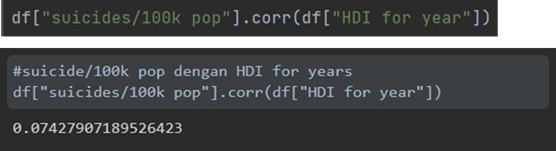 df["suicides/100k pop"].corr(df["HDI for year"])
#suicide/100k pop dengan HDI for years
df["suicides/100k pop"].corr(df["HDI for year"])
0.07427907189526423